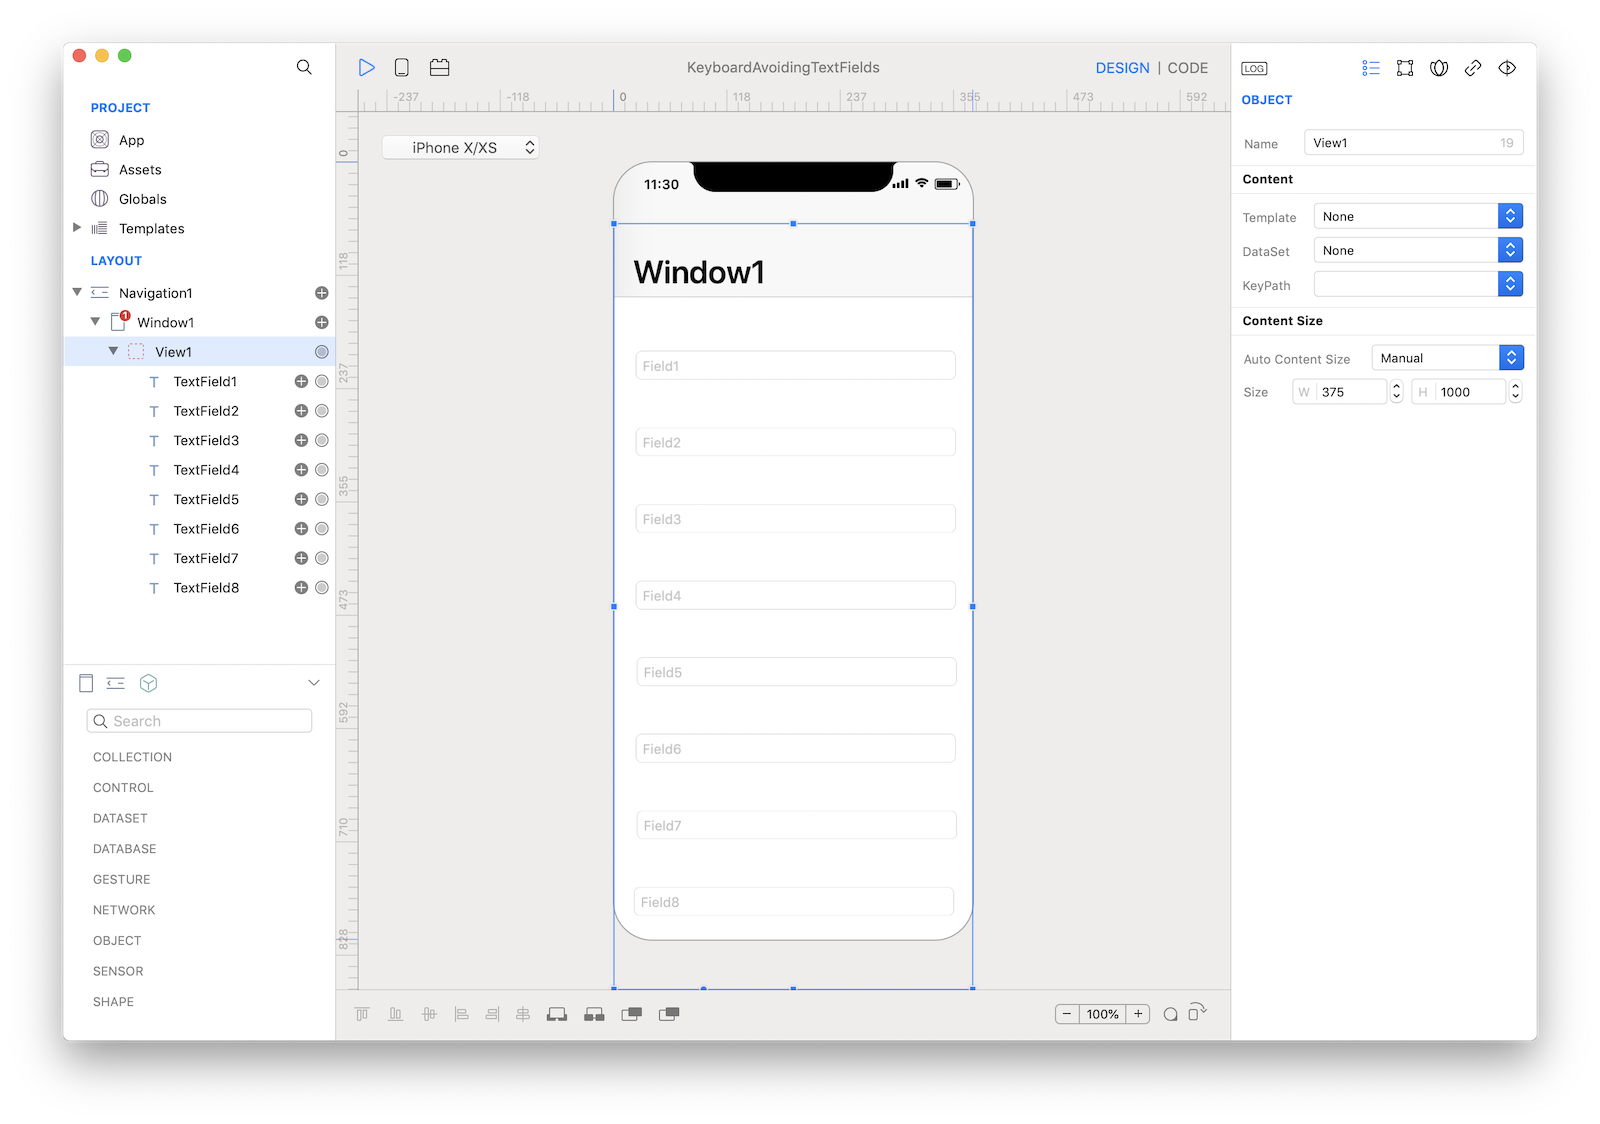 PROJECT
App
Assets
Globals
Templates
LAYOUT
Navigation1
1
Window1
View1
TextField1
TextField2
TextField3
TextField4
TextField5
TextField6
TextField7
TextField8
Search
COLLECTION
CONTROL
DATASET
DATABASE
GESTURE
NETWORK
OBJECT
SENSOR
SHAPE
KeyboardAvoidingTextFields
DESIGN | CODE
-237 -118 0 118 237 355 473 592
0
118
237
355
473
592
710
828
iPhone X/XS
11:30
Window1
Field1
Field2
Field3
Field4
Field5
Field6
Field7
Field8
− 100% +
LOG
OBJECT
Name View1 19
Content
Template None
DataSet None
KeyPath
Content Size
Auto Content Size Manual
Size W 375 H 1000